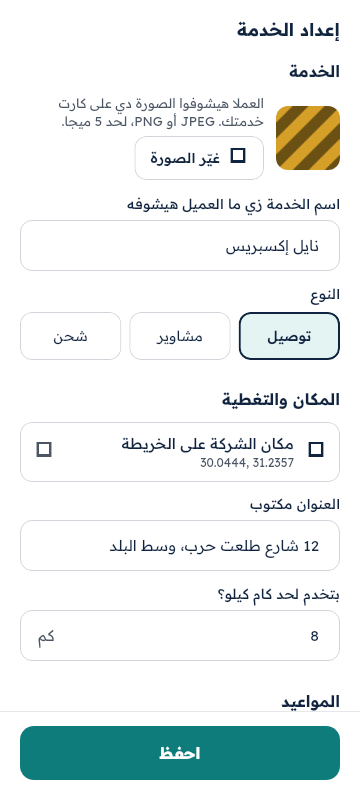 إعداد الخدمة
الخدمة
العملا هيشوفوا الصورة دي على كارت
خدمتك. JPEG أو PNG، لحد 5 ميجا.
غيّر الصورة
اسم الخدمة زي ما العميل هيشوفه
نايل إكسبريس
النوع
توصيل
مشاوير
شحن
المكان والتغطية
مكان الشركة على الخريطة
30.0444, 31.2357
العنوان مكتوب
12 شارع طلعت حرب، وسط البلد
بتخدم لحد كام كيلو؟
8 كم
المواعيد
احفظ